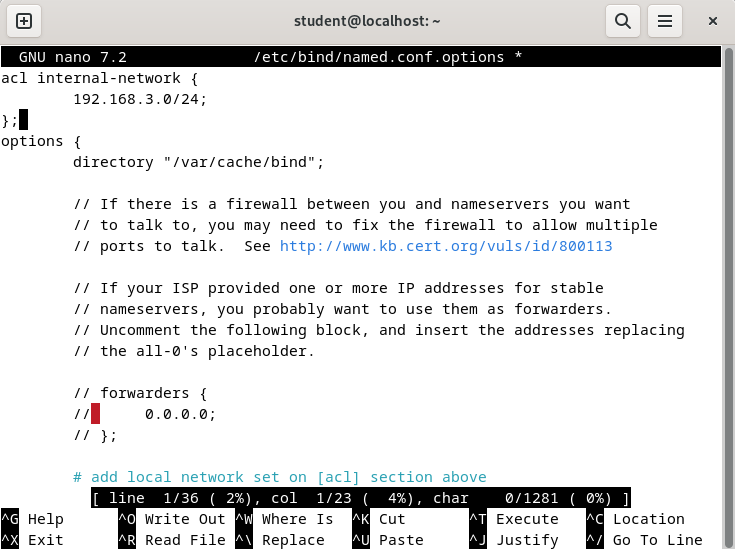 student@localhost: ~
GNU nano 7.2 /etc/bind/named.conf.options *
acl internal-network {
        192.168.3.0/24;
};
options {
        directory "/var/cache/bind";

        // If there is a firewall between you and nameservers you want
        // to talk to, you may need to fix the firewall to allow multiple
        // ports to talk.  See http://www.kb.cert.org/vuls/id/800113

        // If your ISP provided one or more IP addresses for stable
        // nameservers, you probably want to use them as forwarders.
        // Uncomment the following block, and insert the addresses replacing
        // the all-0's placeholder.

        // forwarders {
        //      0.0.0.0;
        // };

        # add local network set on [acl] section above
[ line  1/36 ( 2%), col  1/23 (  4%), char    0/1281 ( 0%) ]
^G Help      ^O Write Out ^W Where Is  ^K Cut       ^T Execute   ^C Location
^X Exit      ^R Read File ^\ Replace   ^U Paste     ^J Justify   ^/ Go To Line